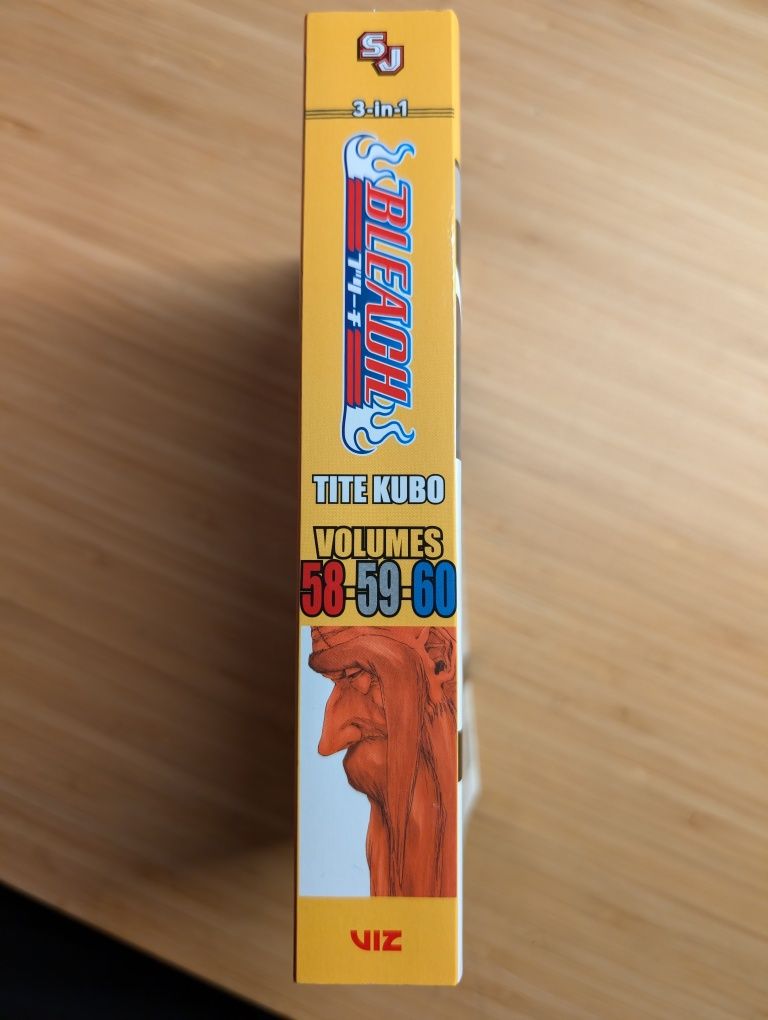 SJ
3-in-1
BLEACH
ブリーチ
TITE KUBO
VOLUMES
58-59-60
VIZ